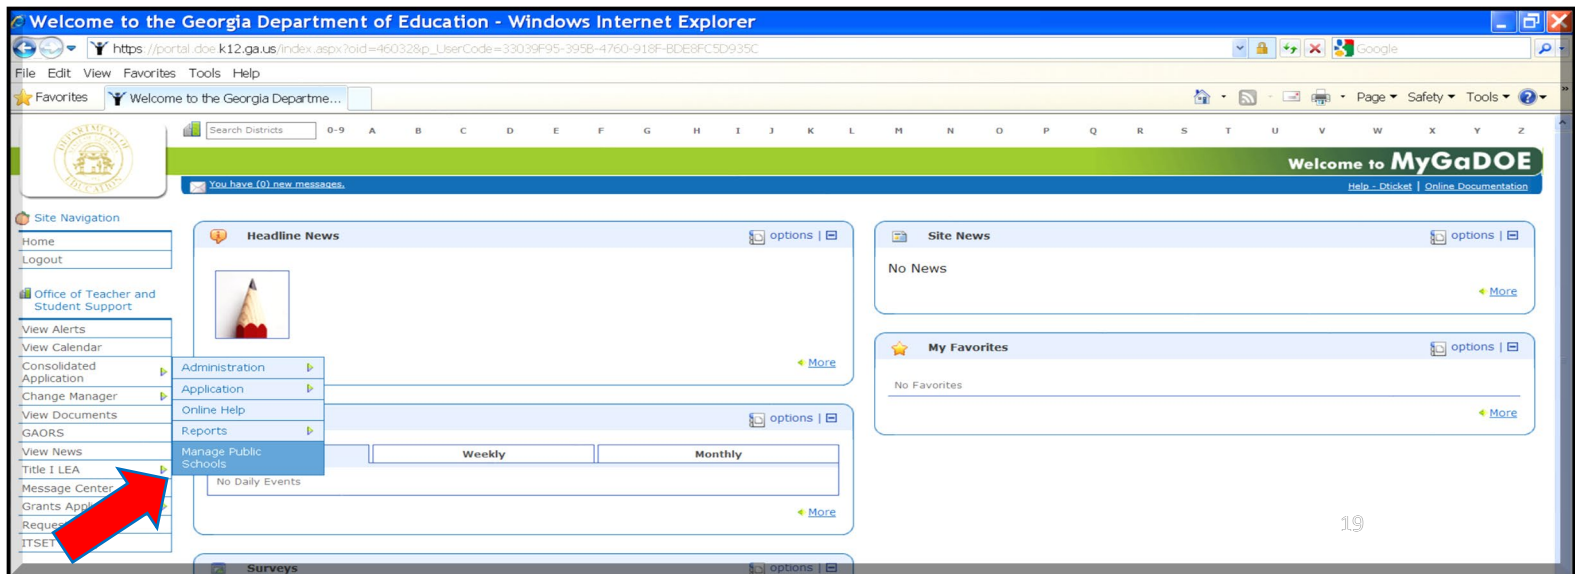 Welcome to the Georgia Department of Education - Windows Internet Explorer
https://portal.doe.k12.ga.us/index.aspx?oid=46032&p_UserCode=33039F95-395B-4760-918F-BDE8FC5D935C
Google
File Edit View Favorites Tools Help
Favorites
Welcome to the Georgia Departme...
Page Safety Tools
DEPARTMENT OF EDUCATION
Search Districts 0-9 A B C D E F G H I J K L M N O P Q R S T U V W X Y Z
Welcome to MyGaDOE
You have (0) new messages.
Help - Dticket | Online Documentation
Site Navigation
Home
Logout
Office of Teacher and
Student Support
View Alerts
View Calendar
Consolidated
Application
Change Manager
View Documents
GAORS
View News
Title I LEA
Message Center
Grants
ITSET
Administration
Application
Online Help
Reports
Manage Public
Schools
Headline News
options |
More
options |
Weekly
Monthly
No Daily Events
More
Surveys
options |
Site News
options |
No News
More
My Favorites
options |
No Favorites
More
19